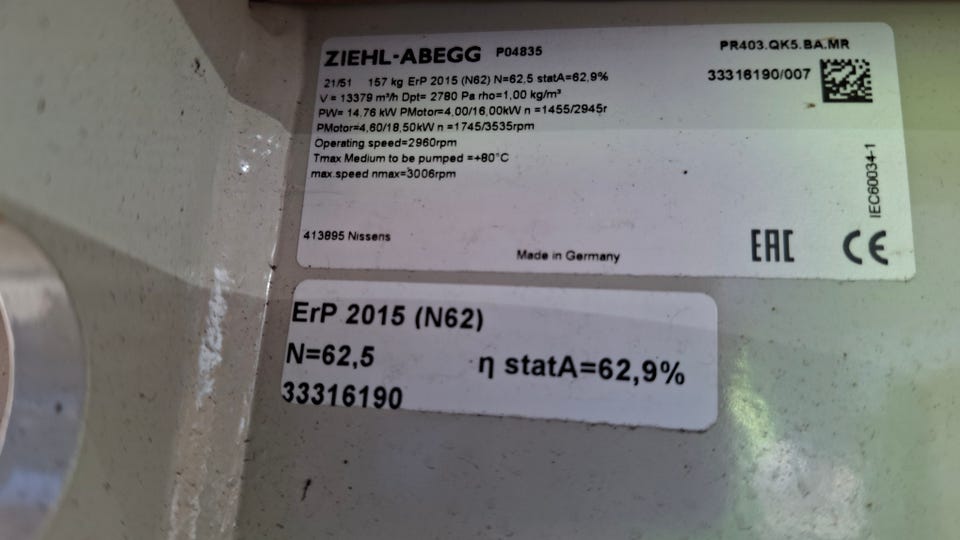 ZIEHL-ABEGG P04835
PR403.QK5.BA.MR
33316190/007
21/51 157 kg ErP 2015 (N62) N=62,5 statA=62,9%
V = 13379 m³/h Dpt= 2780 Pa rho=1,00 kg/m³
PW= 14,76 kW PMotor=4,00/16,00kW n =1455/2945r
PMotor=4,60/18,50kW n =1745/3535rpm
Operating speed=2960rpm
Tmax Medium to be pumped =+80°C
max.speed nmax=3006rpm
IEC60034-1
413895 Nissens
Made in Germany
EAC CE
ErP 2015 (N62)
N=62,5 η statA=62,9%
33316190